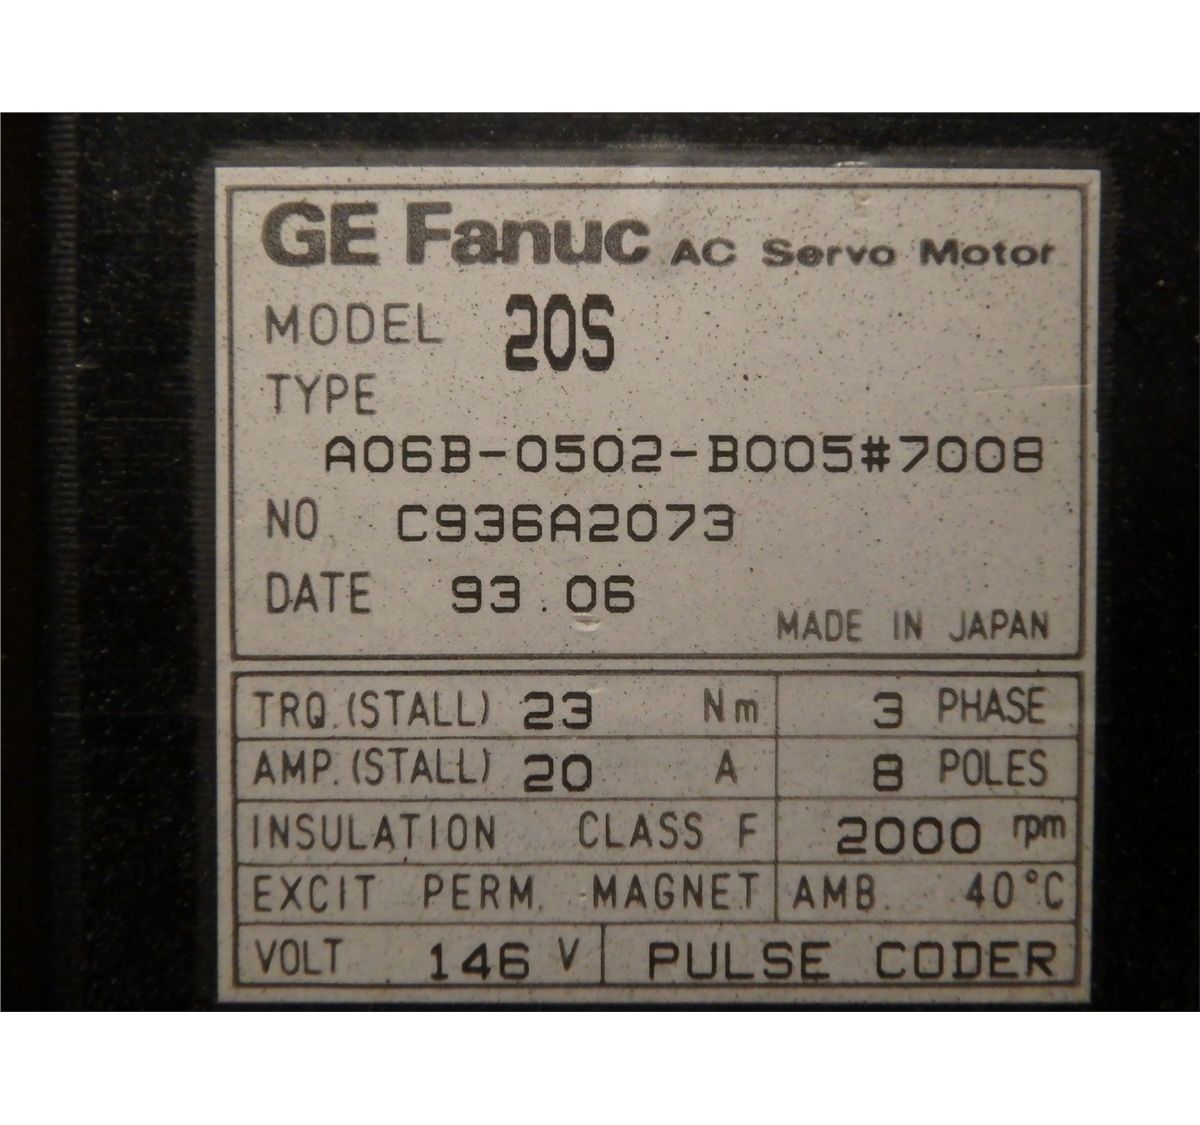 GE Fanuc AC Servo Motor
MODEL 20S
TYPE
A06B-0502-B005#7008
NO C936A2073
DATE 93.06
MADE IN JAPAN
TRQ.(STALL) 23 Nm 3 PHASE
AMP.(STALL) 20 A 8 POLES
INSULATION CLASS F 2000 rpm
EXCIT PERM. MAGNET AMB. 40°C
VOLT 146 V PULSE CODER